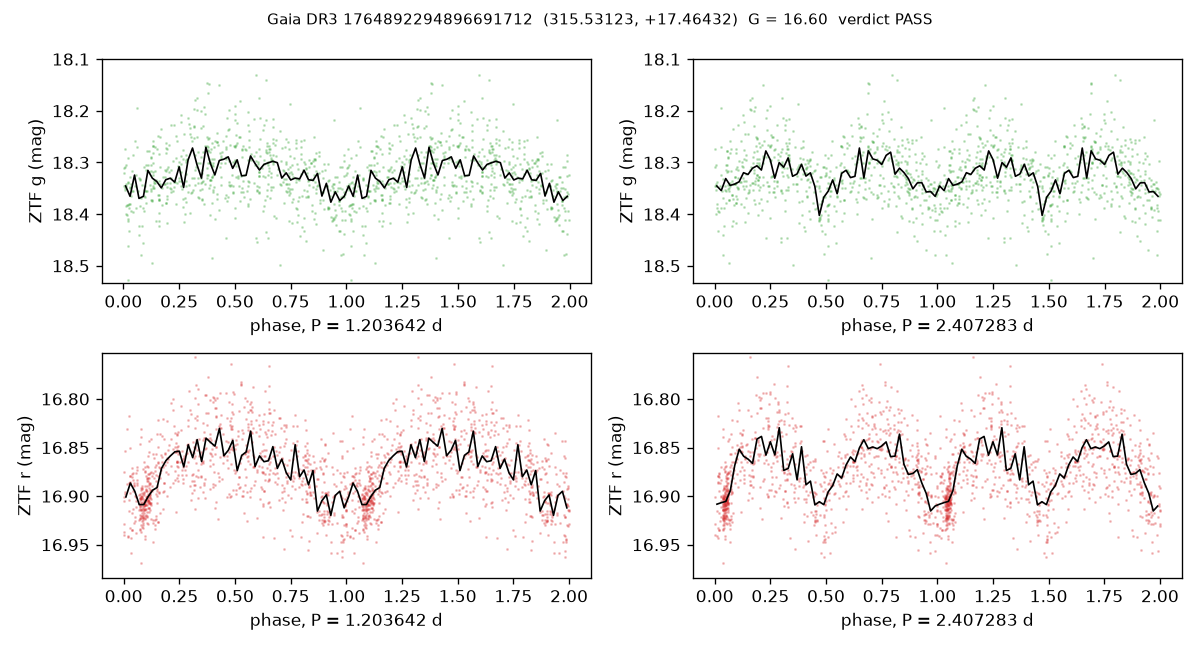 Gaia DR3 1764892294896691712 (315.53123, +17.46432) G = 16.60 verdict PASS
ZTF g (mag)
18.1
18.2
18.3
18.4
18.5
0.00 0.25 0.50 0.75 1.00 1.25 1.50 1.75 2.00
phase, P = 1.203642 d
ZTF g (mag)
18.1
18.2
18.3
18.4
18.5
0.00 0.25 0.50 0.75 1.00 1.25 1.50 1.75 2.00
phase, P = 2.407283 d
ZTF r (mag)
16.80
16.85
16.90
16.95
0.00 0.25 0.50 0.75 1.00 1.25 1.50 1.75 2.00
phase, P = 1.203642 d
ZTF r (mag)
16.80
16.85
16.90
16.95
0.00 0.25 0.50 0.75 1.00 1.25 1.50 1.75 2.00
phase, P = 2.407283 d